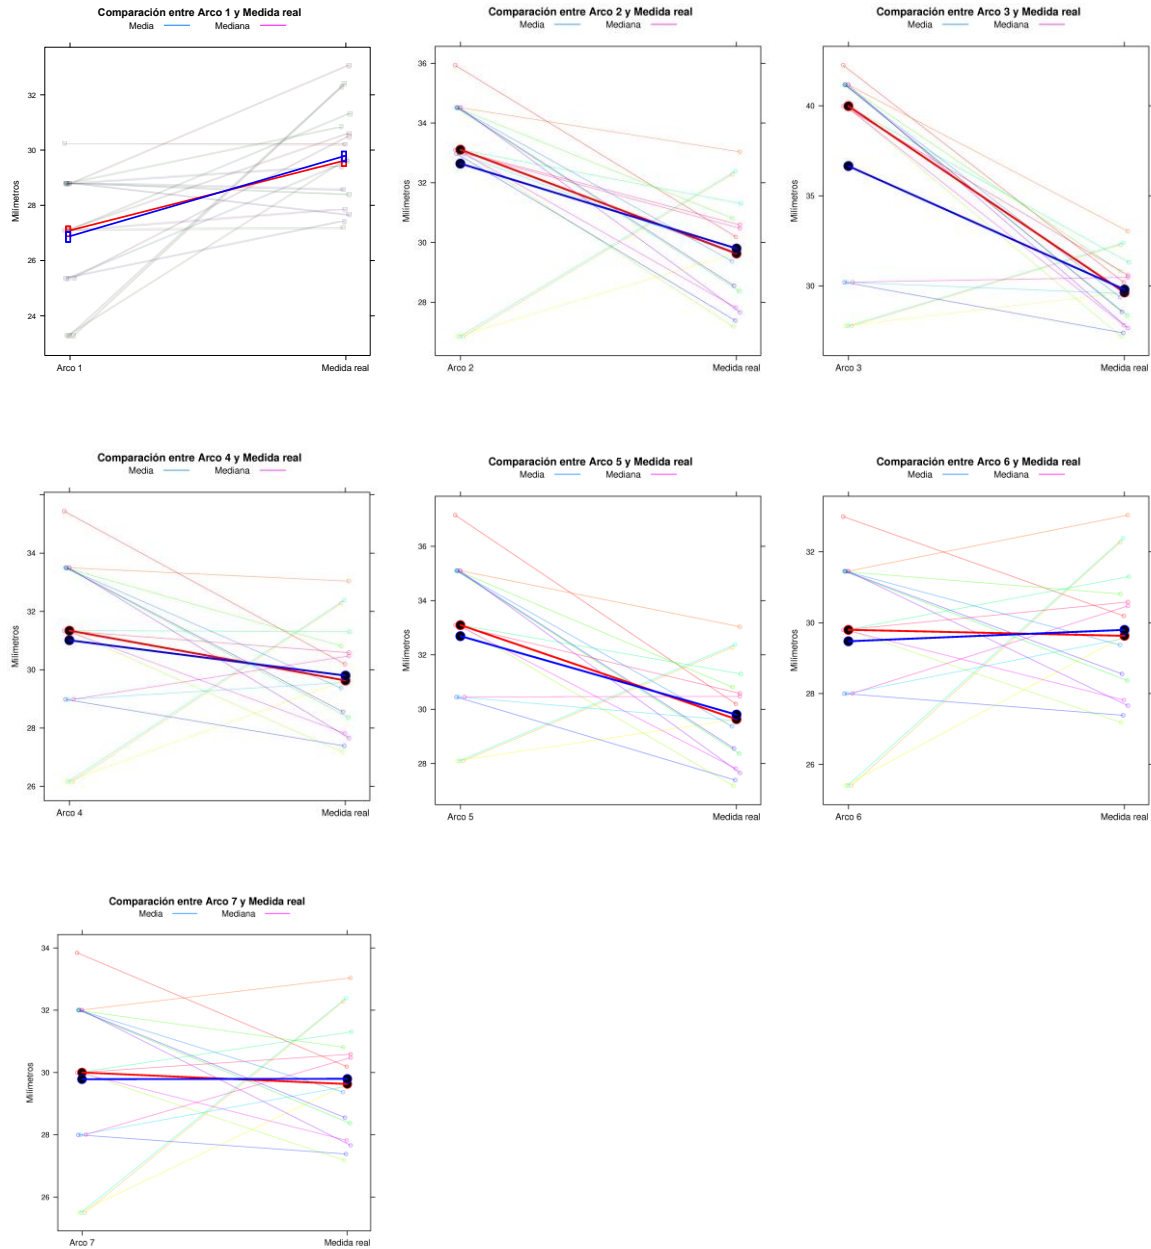 Comparación entre Arco 1 y Medida real
Media Mediana
Milímetros
32
30
28
26
24
Arco 1 Medida real
Comparación entre Arco 2 y Medida real
Media Mediana
Milímetros
36
34
32
30
28
Arco 2 Medida real
Comparación entre Arco 3 y Medida real
Media Mediana
Milímetros
40
35
30
Arco 3 Medida real
Comparación entre Arco 4 y Medida real
Media Mediana
Milímetros
34
32
30
28
26
Arco 4 Medida real
Comparación entre Arco 5 y Medida real
Media Mediana
Milímetros
36
34
32
30
28
Arco 5 Medida real
Comparación entre Arco 6 y Medida real
Media Mediana
Milímetros
32
30
28
26
Arco 6 Medida real
Comparación entre Arco 7 y Medida real
Media Mediana
Milímetros
34
32
30
28
26
Arco 7 Medida real